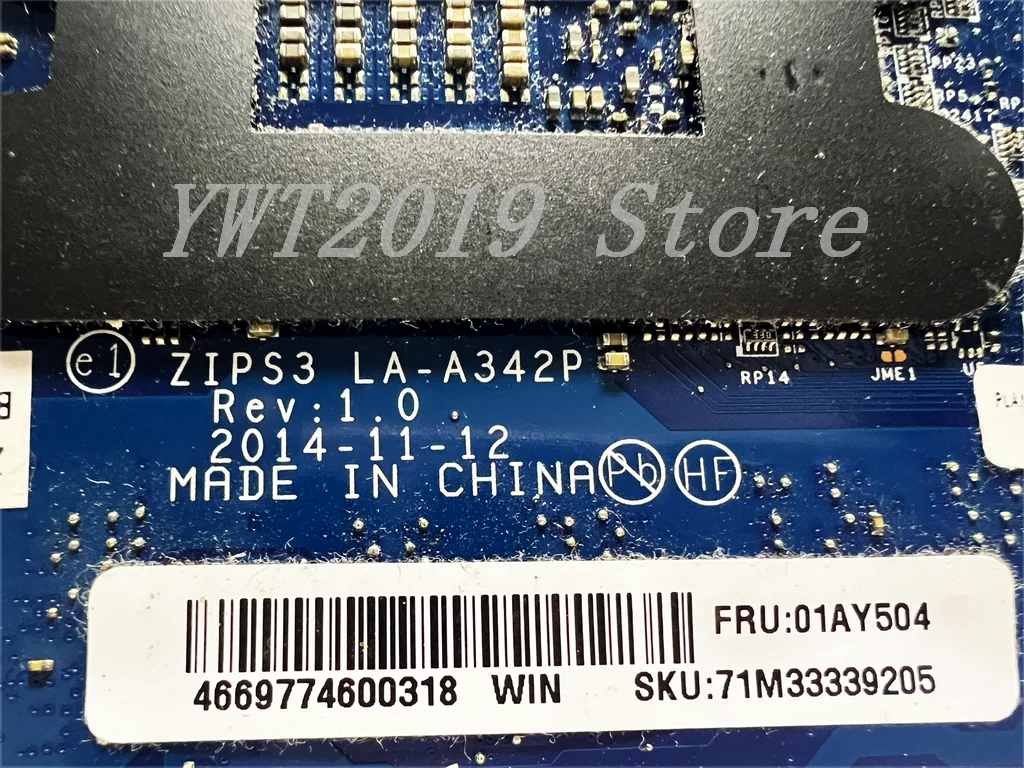 RP23
RP5
RP
YWT2019 Store
e1
ZIPS3 LA-A342P
Rev:1.0
RP14
JME1
2014-11-12
MADE IN CHINA Pb HF
FRU:01AY504
4669774600318 WIN SKU:71M33339205